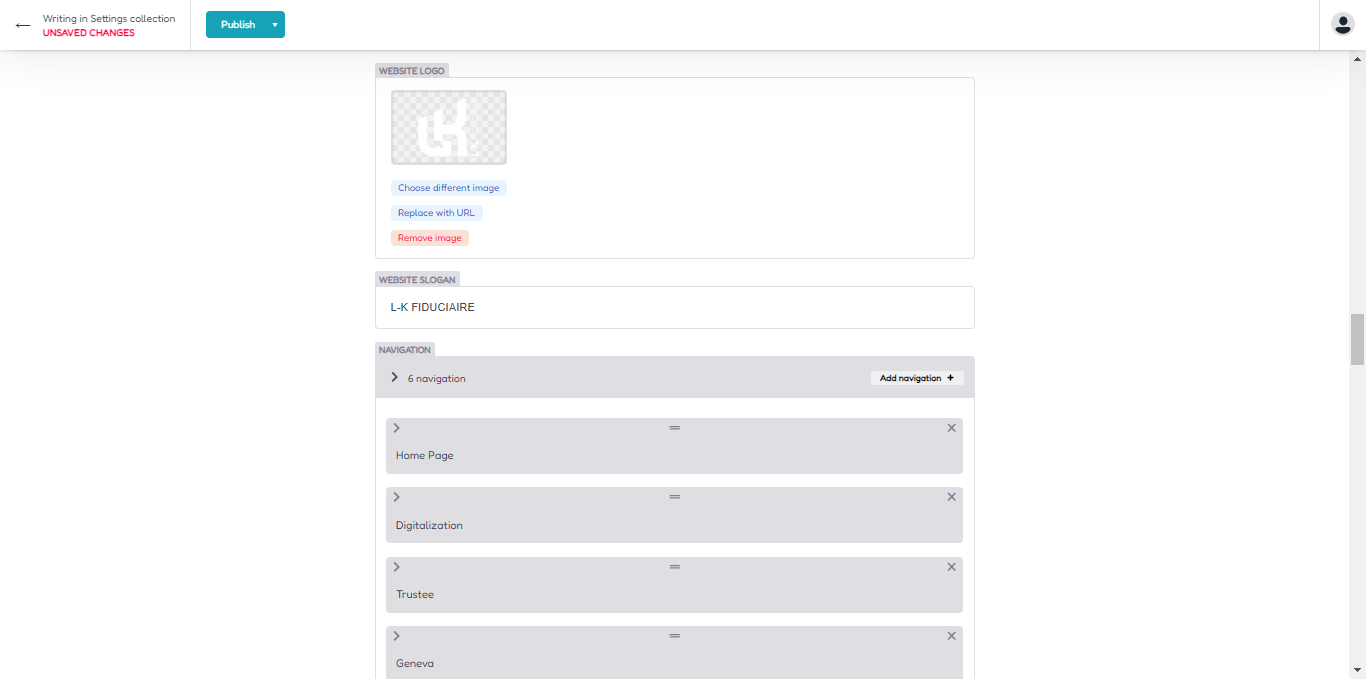 Writing in Settings collection
UNSAVED CHANGES
Publish
WEBSITE LOGO
Choose different image
Replace with URL
Remove image
WEBSITE SLOGAN
L-K FIDUCIAIRE
NAVIGATION
6 navigation
Add navigation +
Home Page
Digitalization
Trustee
Geneva